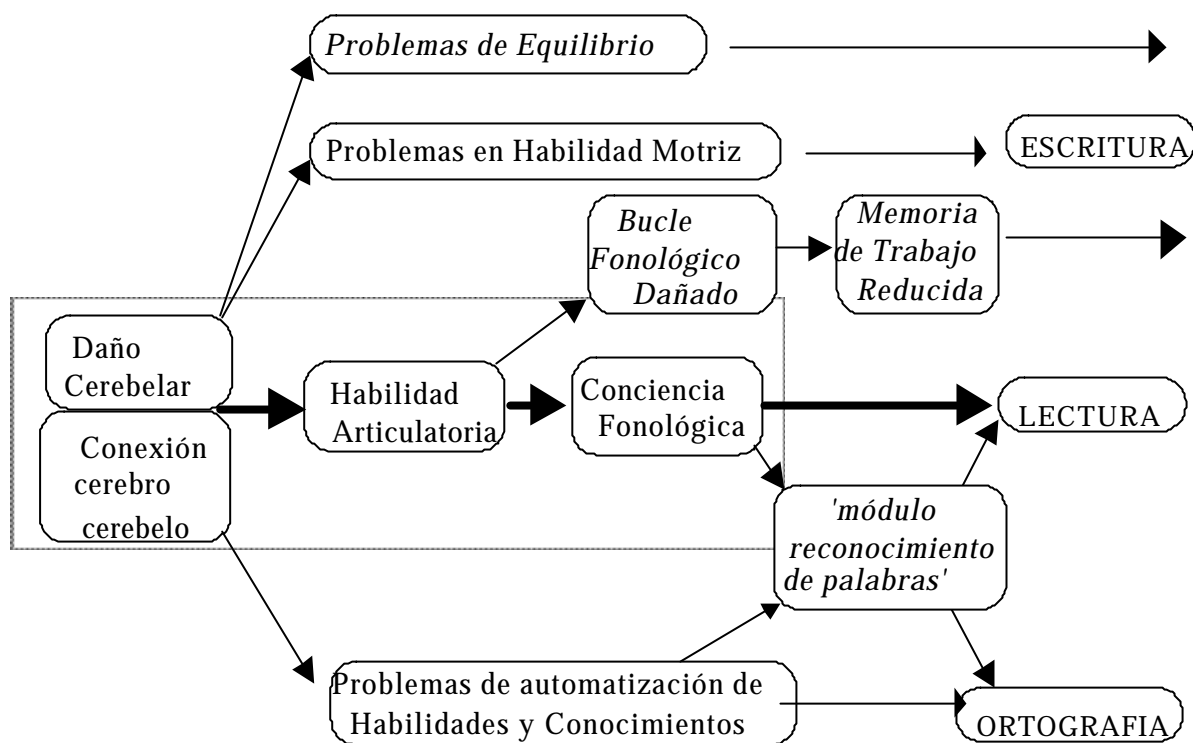 Problemas de Equilibrio
Problemas en Habilidad Motriz
ESCRITURA
Bucle
Fonológico
Dañado
Memoria
de Trabajo
Reducida
Daño
Cerebelar
Conexión
cerebro
cerebelo
Habilidad
Articulatoria
Conciencia
Fonológica
LECTURA
'módulo
reconocimiento
de palabras'
Problemas de automatización de
Habilidades y Conocimientos
ORTOGRAFIA